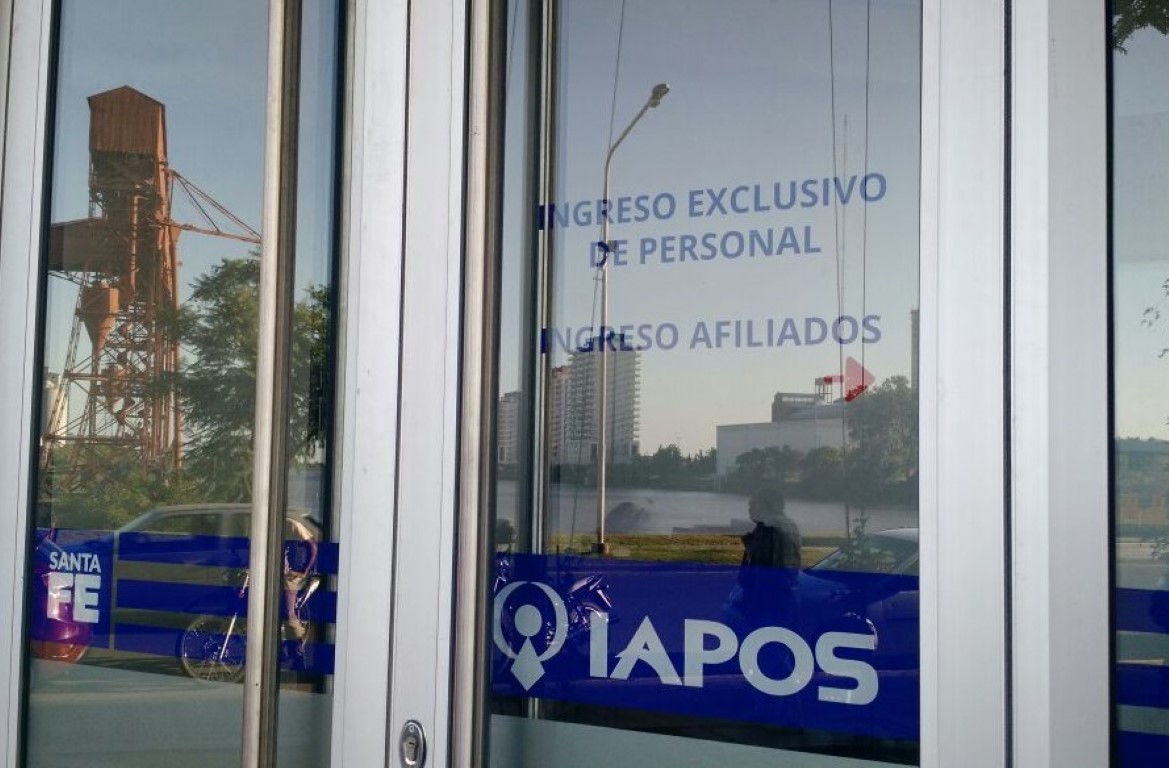 INGRESO EXCLUSIVO
DE PERSONAL
INGRESO AFILIADOS
SANTA
FE
IAPOS